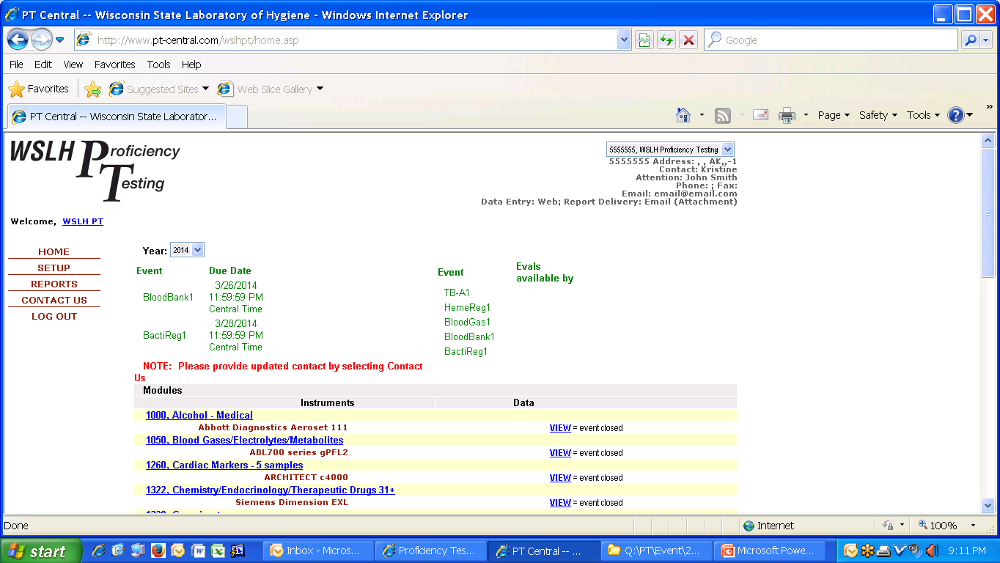 PT Central -- Wisconsin State Laboratory of Hygiene - Windows Internet Explorer
http://www.pt-central.com/wslhpt/home.asp
Google
File Edit View Favorites Tools Help
Favorites Suggested Sites Web Slice Gallery
PT Central -- Wisconsin State Laborator...
Page Safety Tools
WSLH Proficiency Testing
5555555, WSLH Proficiency Testing
5555555 Address: , , AK,,-1
Contact: Kristine
Attention: John Smith
Phone: ; Fax:
Email: email@email.com
Data Entry: Web; Report Delivery: Email (Attachment)
Welcome, WSLH PT
HOME
SETUP
REPORTS
CONTACT US
LOG OUT
Year: 2014
Event Due Date
BloodBank1 3/26/2014
11:59:59 PM
Central Time
BactiReg1 3/28/2014
11:59:59 PM
Central Time
Event Evals
available by
TB-A1
HemeReg1
BloodGas1
BloodBank1
BactiReg1
NOTE: Please provide updated contact by selecting Contact
Us
Modules
Instruments Data
1000, Alcohol - Medical
Abbott Diagnostics Aeroset 111 VIEW = event closed
1050, Blood Gases/Electrolytes/Metabolites
ABL700 series gPFL2 VIEW = event closed
1260, Cardiac Markers - 5 samples
ARCHITECT c4000 VIEW = event closed
1322, Chemistry/Endocrinology/Therapeutic Drugs 31+
Siemens Dimension EXL VIEW = event closed
Done Internet 100%
start Inbox - Micros... Proficiency Tes... PT Central -- ... Q:\PT\Event\2... Microsoft Powe... 9:11 PM